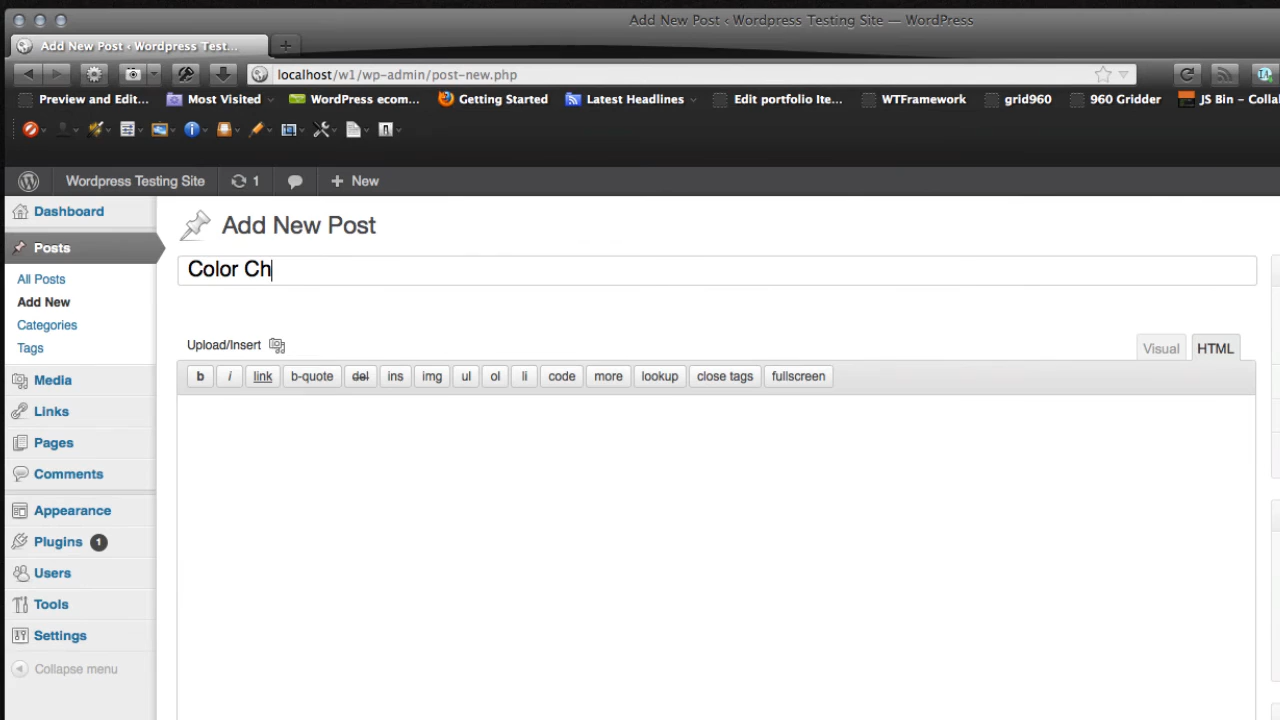 Add New Post ‹ Wordpress Testing Site — WordPress
Add New Post ‹ Wordpress Test...
localhost/w1/wp-admin/post-new.php
Preview and Edit... Most Visited WordPress ecom... Getting Started Latest Headlines Edit portfolio Ite... WTFramework grid960 960 Gridder JS Bin – Colla
Wordpress Testing Site 1 + New
Dashboard
Add New Post
Posts
Color Ch
All Posts
Add New
Categories
Tags
Upload/Insert
Visual HTML
b i link b-quote del ins img ul ol li code more lookup close tags fullscreen
Media
Links
Pages
Comments
Appearance
Plugins 1
Users
Tools
Settings
Collapse menu